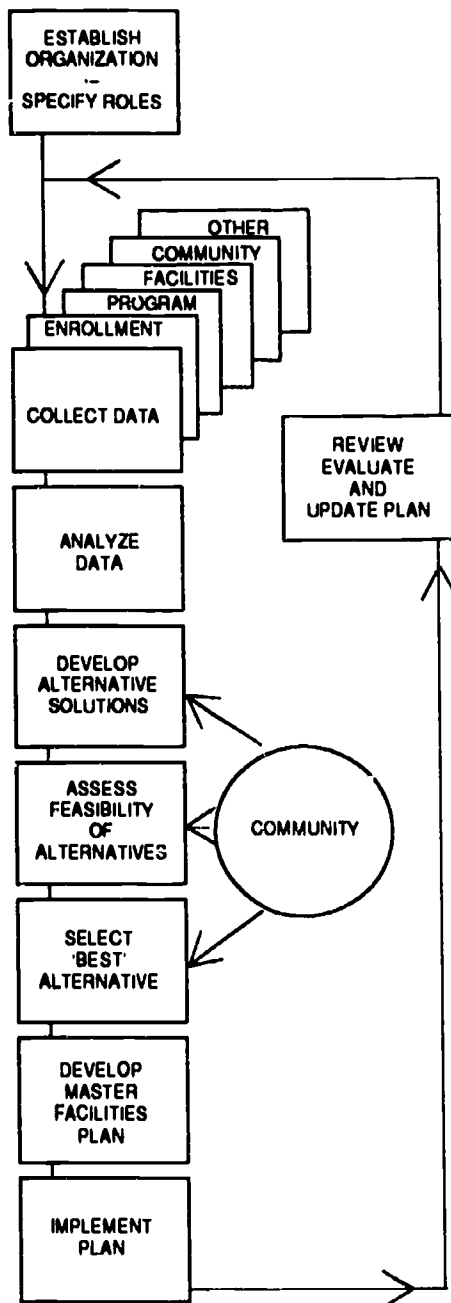 ESTABLISH
ORGANIZATION
--
SPECIFY ROLES
OTHER
COMMUNITY
FACILITIES
PROGRAM
ENROLLMENT
COLLECT DATA
REVIEW
EVALUATE
AND
UPDATE PLAN
ANALYZE
DATA
DEVELOP
ALTERNATIVE
SOLUTIONS
ASSESS
FEASIBILITY
OF
ALTERNATIVES
COMMUNITY
SELECT
'BEST'
ALTERNATIVE
DEVELOP
MASTER
FACILITIES
PLAN
IMPLEMENT
PLAN